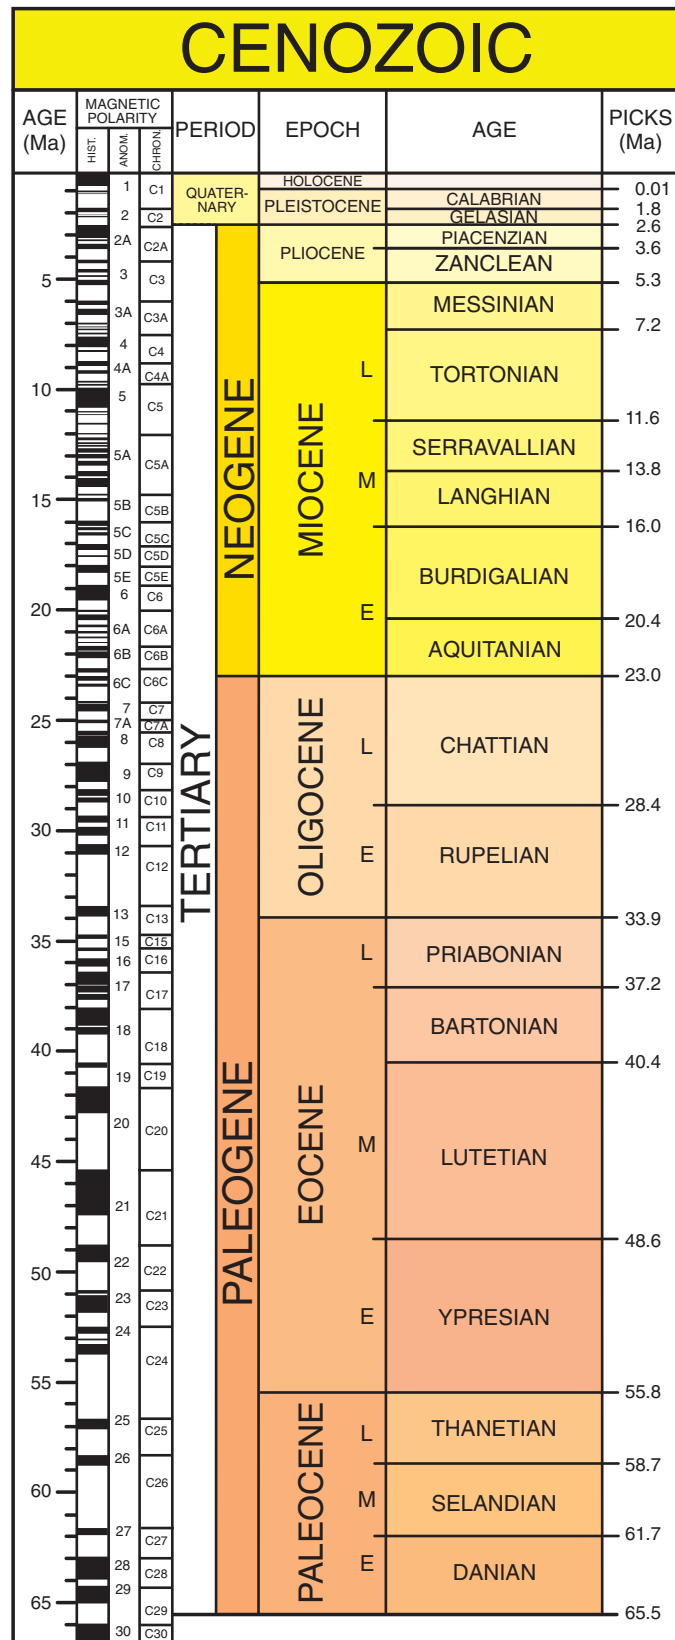 CENOZOIC
AGE (Ma)
MAGNETIC POLARITY
HIST.
ANOM.
CHRON.
PERIOD
EPOCH
AGE
PICKS (Ma)
5
10
15
20
25
30
35
40
45
50
55
60
65
1
2
2A
3
3A
4
4A
5
5A
5B
5C
5D
5E
6
6A
6B
6C
7
7A
8
9
10
11
12
13
15
16
17
18
19
20
21
22
23
24
25
26
27
28
29
30
C1
C2
C2A
C3
C3A
C4
C4A
C5
C5A
C5B
C5C
C5D
C5E
C6
C6A
C6B
C6C
C7
C7A
C8
C9
C10
C11
C12
C13
C15
C16
C17
C18
C19
C20
C21
C22
C23
C24
C25
C26
C27
C28
C29
C30
QUATER-
NARY
TERTIARY
NEOGENE
PALEOGENE
HOLOCENE
PLEISTOCENE
PLIOCENE
MIOCENE
L
M
E
OLIGOCENE
L
E
EOCENE
L
M
E
PALEOCENE
L
M
E
CALABRIAN
GELASIAN
PIACENZIAN
ZANCLEAN
MESSINIAN
TORTONIAN
SERRAVALLIAN
LANGHIAN
BURDIGALIAN
AQUITANIAN
CHATTIAN
RUPELIAN
PRIABONIAN
BARTONIAN
LUTETIAN
YPRESIAN
THANETIAN
SELANDIAN
DANIAN
0.01
1.8
2.6
3.6
5.3
7.2
11.6
13.8
16.0
20.4
23.0
28.4
33.9
37.2
40.4
48.6
55.8
58.7
61.7
65.5